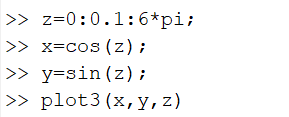 >> z=0:0.1:6*pi;
>> x=cos(z);
>> y=sin(z);
>> plot3(x,y,z)